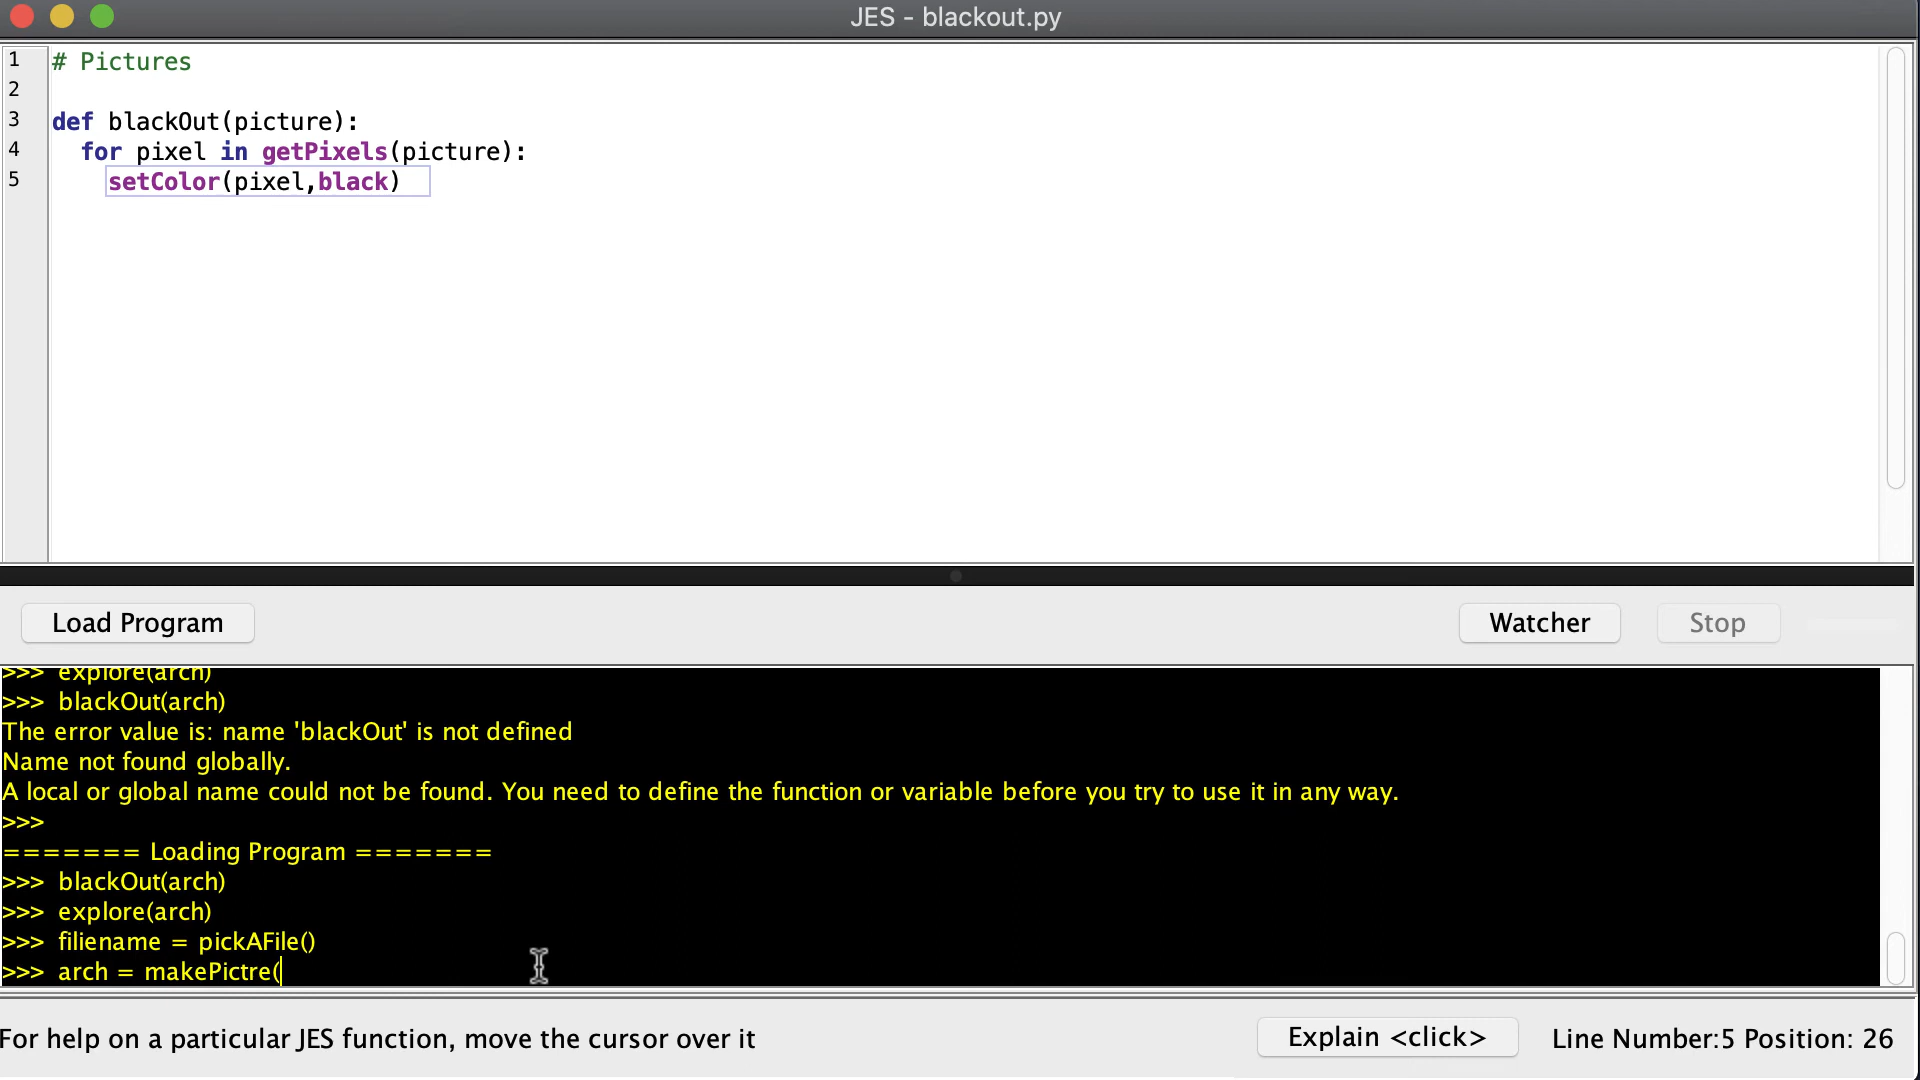 JES - blackout.py
1 # Pictures
2
3 def blackOut(picture):
4 for pixel in getPixels(picture):
5 setColor(pixel,black)
Load Program
Watcher
Stop
>>> explore(arch)
>>> blackOut(arch)
The error value is: name 'blackOut' is not defined
Name not found globally.
A local or global name could not be found. You need to define the function or variable before you try to use it in any way.
>>>
======= Loading Program =======
>>> blackOut(arch)
>>> explore(arch)
>>> filiename = pickAFile()
>>> arch = makePictre(
For help on a particular JES function, move the cursor over it
Explain <click>
Line Number:5 Position: 26